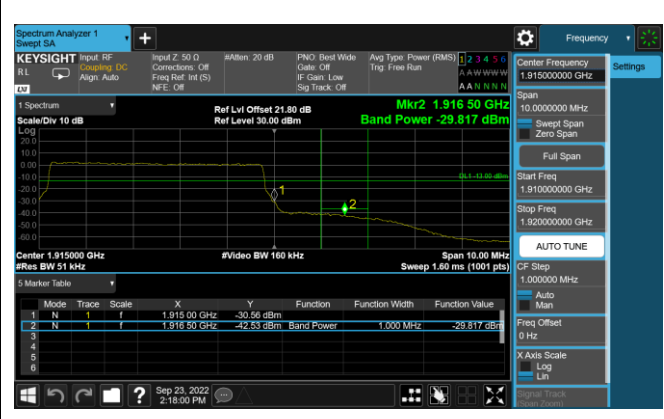 Spectrum Analyzer 1
Swept SA
Frequency
KEYSIGHT Input: RF Input Z: 50 Ω #Atten: 20 dB PNO: Best Wide Avg Type: Power (RMS) 1 2 3 4 5 6
RL Coupling: DC Corrections: Off Gate: Off Trig: Free Run A A W W W W
Align: Auto Freq Ref: Int (S) IF Gain: Low
LXI NFE: Off Sig Track: Off A A N N N N
Center Frequency
1.915000000 GHz
Settings
Span
10.0000000 MHz
Swept Span
Zero Span
Full Span
Start Freq
1.910000000 GHz
Stop Freq
1.920000000 GHz
AUTO TUNE
CF Step
1.000000 MHz
Auto
Man
Freq Offset
0 Hz
X Axis Scale
Log
Lin
Signal Track
(Span Zoom)
1 Spectrum
Ref Lvl Offset 21.80 dB
Mkr2 1.916 50 GHz
Scale/Div 10 dB
Ref Level 30.00 dBm
Band Power -29.817 dBm
Log
20.0
10.0
0.00
-10.0
DL1 -13.00 dBm
-20.0
1
-30.0
2
-40.0
-50.0
-60.0
Center 1.915000 GHz #Video BW 160 kHz Span 10.00 MHz
#Res BW 51 kHz Sweep 1.60 ms (1001 pts)
5 Marker Table
Mode Trace Scale X Y Function Function Width Function Value
1 N 1 f 1.915 00 GHz -30.56 dBm
2 N 1 f 1.916 50 GHz -42.53 dBm Band Power 1.000 MHz -29.817 dBm
3
4
5
6
? Sep 23, 2022
2:18:00 PM